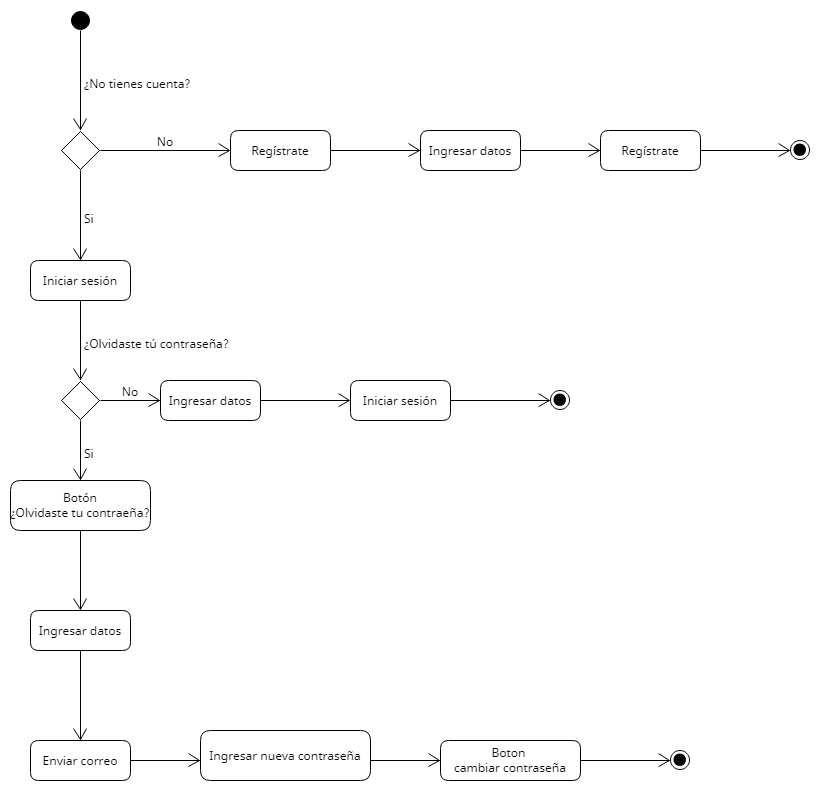 ¿No tienes cuenta?
No
Regístrate
Ingresar datos
Regístrate
Si
Iniciar sesión
¿Olvidaste tú contraseña?
No
Ingresar datos
Iniciar sesión
Si
Botón
¿Olvidaste tu contraeña?
Ingresar datos
Enviar correo
Ingresar nueva contraseña
Boton
cambiar contraseña